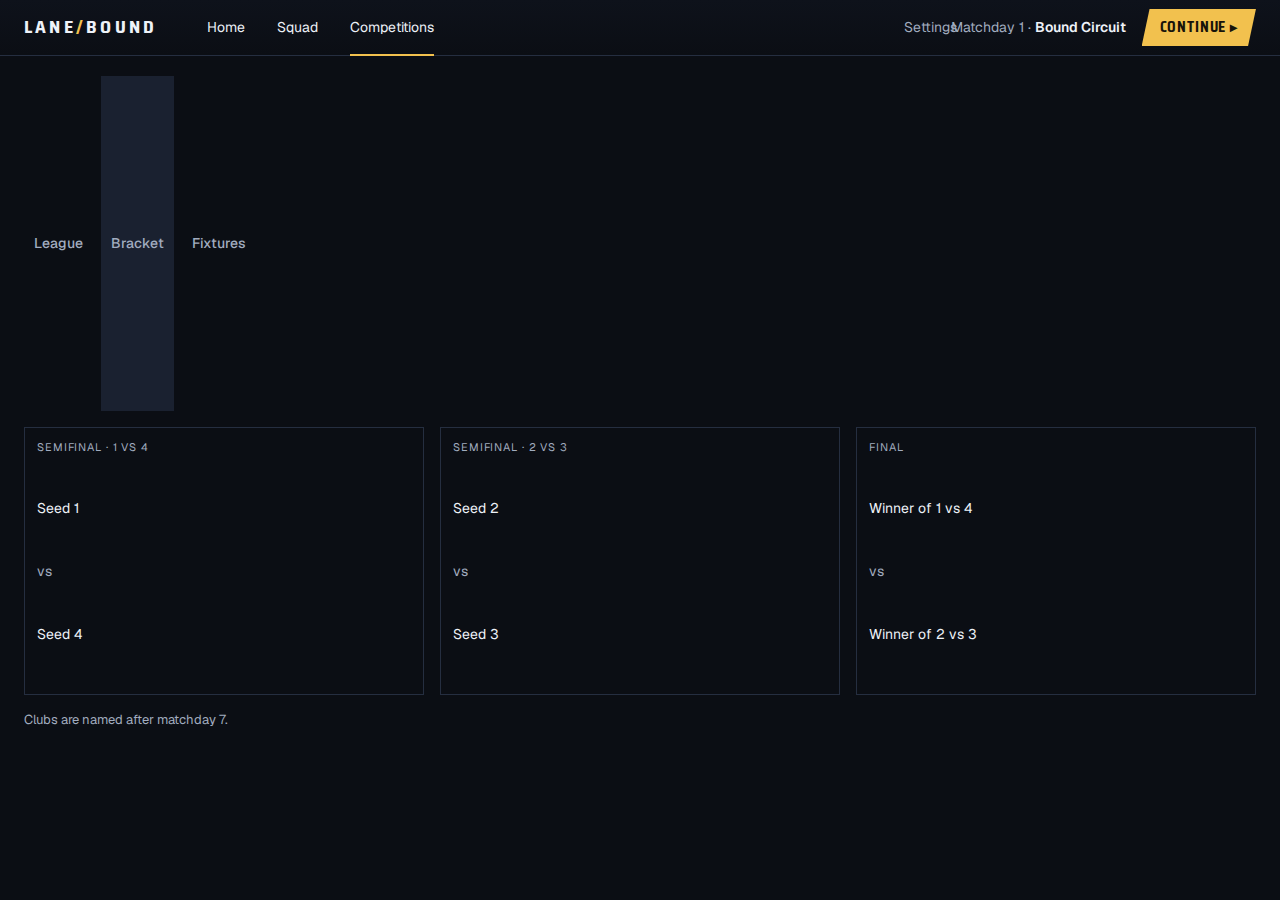 LANE/BOUND Home Squad Competitions Settings Matchday 1 · Bound Circuit CONTINUE ▸
League Bracket Fixtures
SEMIFINAL · 1 VS 4
Seed 1
vs
Seed 4
SEMIFINAL · 2 VS 3
Seed 2
vs
Seed 3
FINAL
Winner of 1 vs 4
vs
Winner of 2 vs 3
Clubs are named after matchday 7.